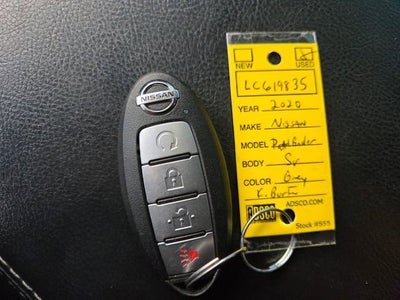 NISSAN
NEW
USED
LC619835
YEAR 2020
MAKE Nissan
MODEL Pathfinder
BODY SV
COLOR Grey
K. Burton
ADSCO
ADSCO.COM
Stock #555